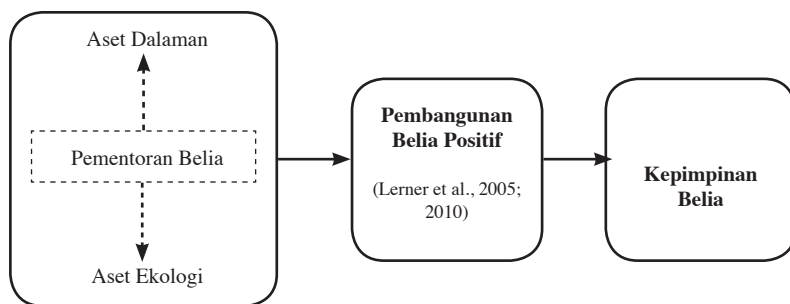 Aset Dalaman
Pementoran Belia
Aset Ekologi
Pembangunan
Belia Positif
(Lerner et al., 2005;
2010)
Kepimpinan
Belia